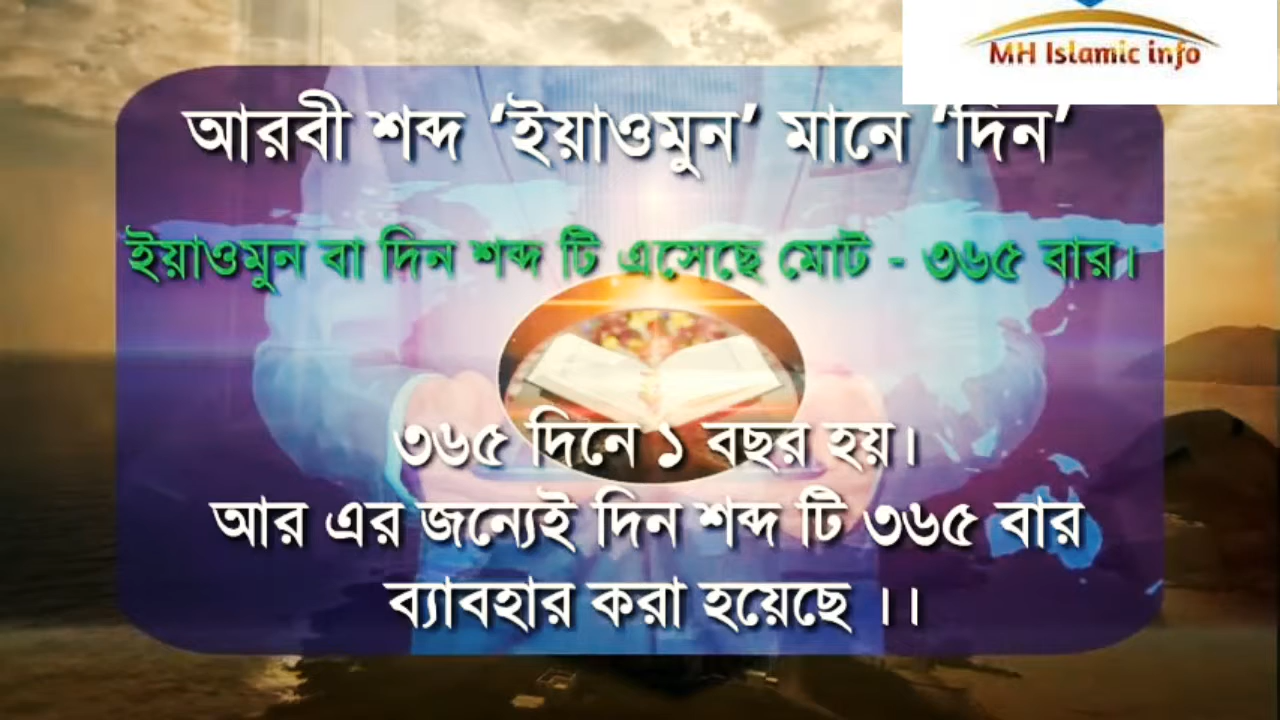 MH Islamic info
আরবী শব্দ ‘ইয়াওমুন’ মানে ‘দিন’
ইয়াওমুন বা দিন শব্দ টি এসেছে মোট - ৩৬৫ বার।
৩৬৫ দিনে ১ বছর হয়।
আর এর জন্যেই দিন শব্দ টি ৩৬৫ বার
ব্যাবহার করা হয়েছে ।।